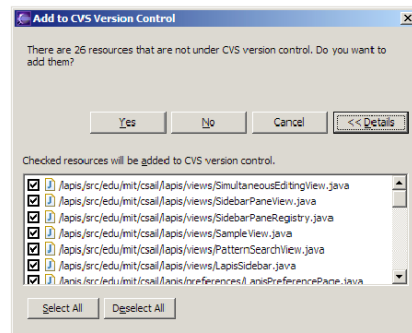 Add to CVS Version Control
There are 26 resources that are not under CVS version control. Do you want to
add them?
Yes No Cancel << Details
Checked resources will be added to CVS version control.
/lapis/src/edu/mit/csail/lapis/views/SimultaneousEditingView.java
/lapis/src/edu/mit/csail/lapis/views/SidebarPaneView.java
/lapis/src/edu/mit/csail/lapis/views/SidebarPaneRegistry.java
/lapis/src/edu/mit/csail/lapis/views/SampleView.java
/lapis/src/edu/mit/csail/lapis/views/PatternSearchView.java
/lapis/src/edu/mit/csail/lapis/views/LapisSidebar.java
/lapis/src/edu/mit/csail/lapis/preferences/LapisPreferencePage.java
Select All Deselect All